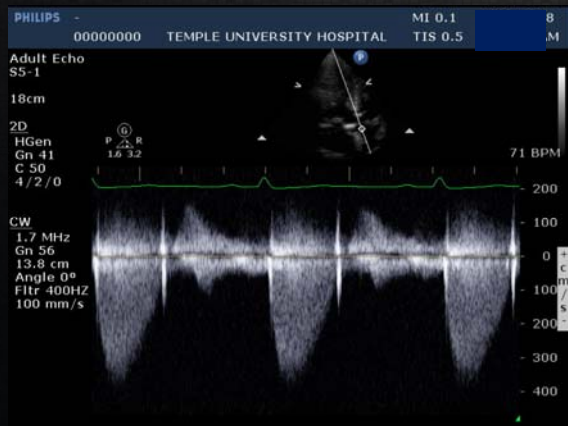 PHILIPS -
MI 0.1 8
00000000 TEMPLE UNIVERSITY HOSPITAL
TIS 0.5 M
Adult Echo
S5-1
18cm
2D
HGen
Gn 41
C 50
4/2/0
P
G
P R
1.6 3.2
71 BPM
CW
1.7 MHz
Gn 56
13.8 cm
Angle 0°
Fltr 400HZ
100 mm/s
200
100
0
100
200
300
400
+
cm/s
-